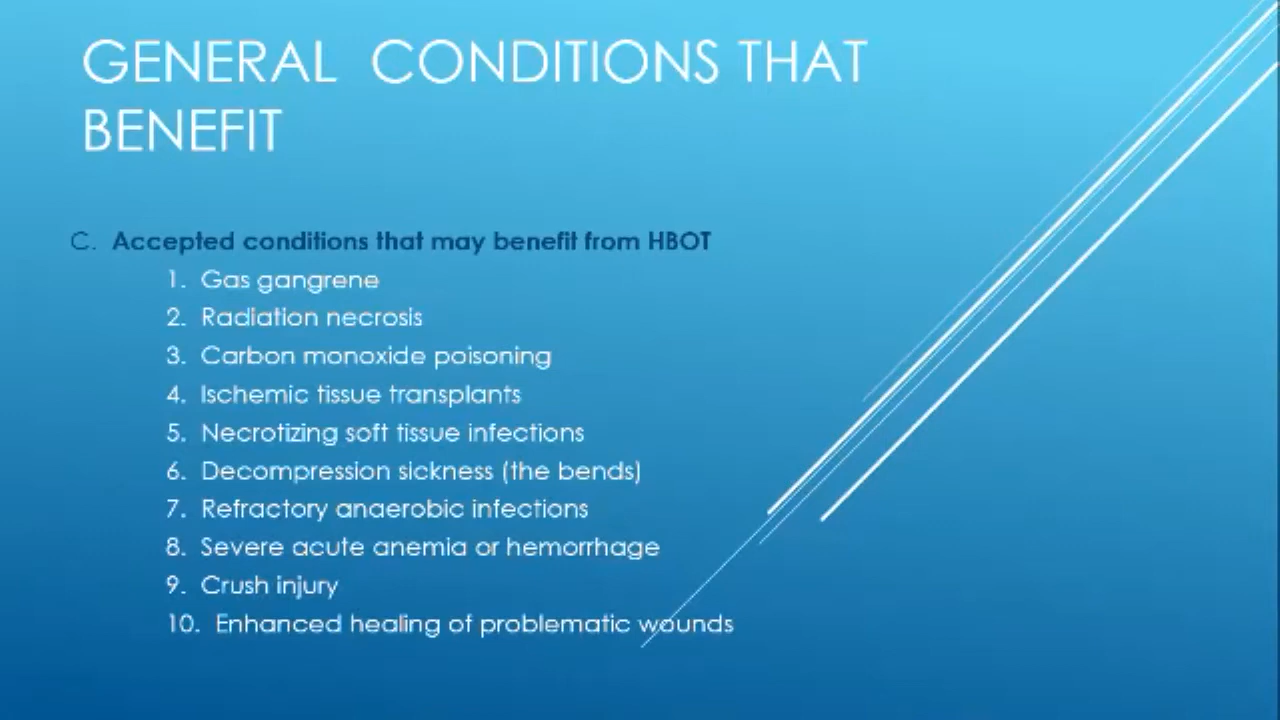 GENERAL CONDITIONS THAT
BENEFIT
C. Accepted conditions that may benefit from HBOT
1. Gas gangrene
2. Radiation necrosis
3. Carbon monoxide poisoning
4. Ischemic tissue transplants
5. Necrotizing soft tissue infections
6. Decompression sickness (the bends)
7. Refractory anaerobic infections
8. Severe acute anemia or hemorrhage
9. Crush injury
10. Enhanced healing of problematic wounds